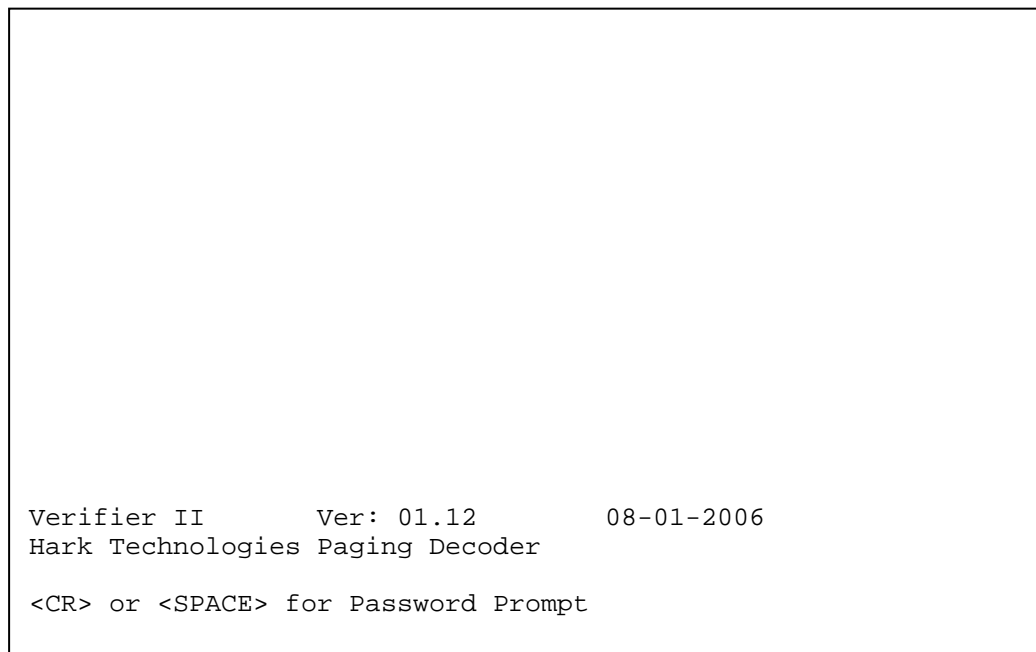 Verifier II       Ver: 01.12        08-01-2006
Hark Technologies Paging Decoder
<CR> or <SPACE> for Password Prompt